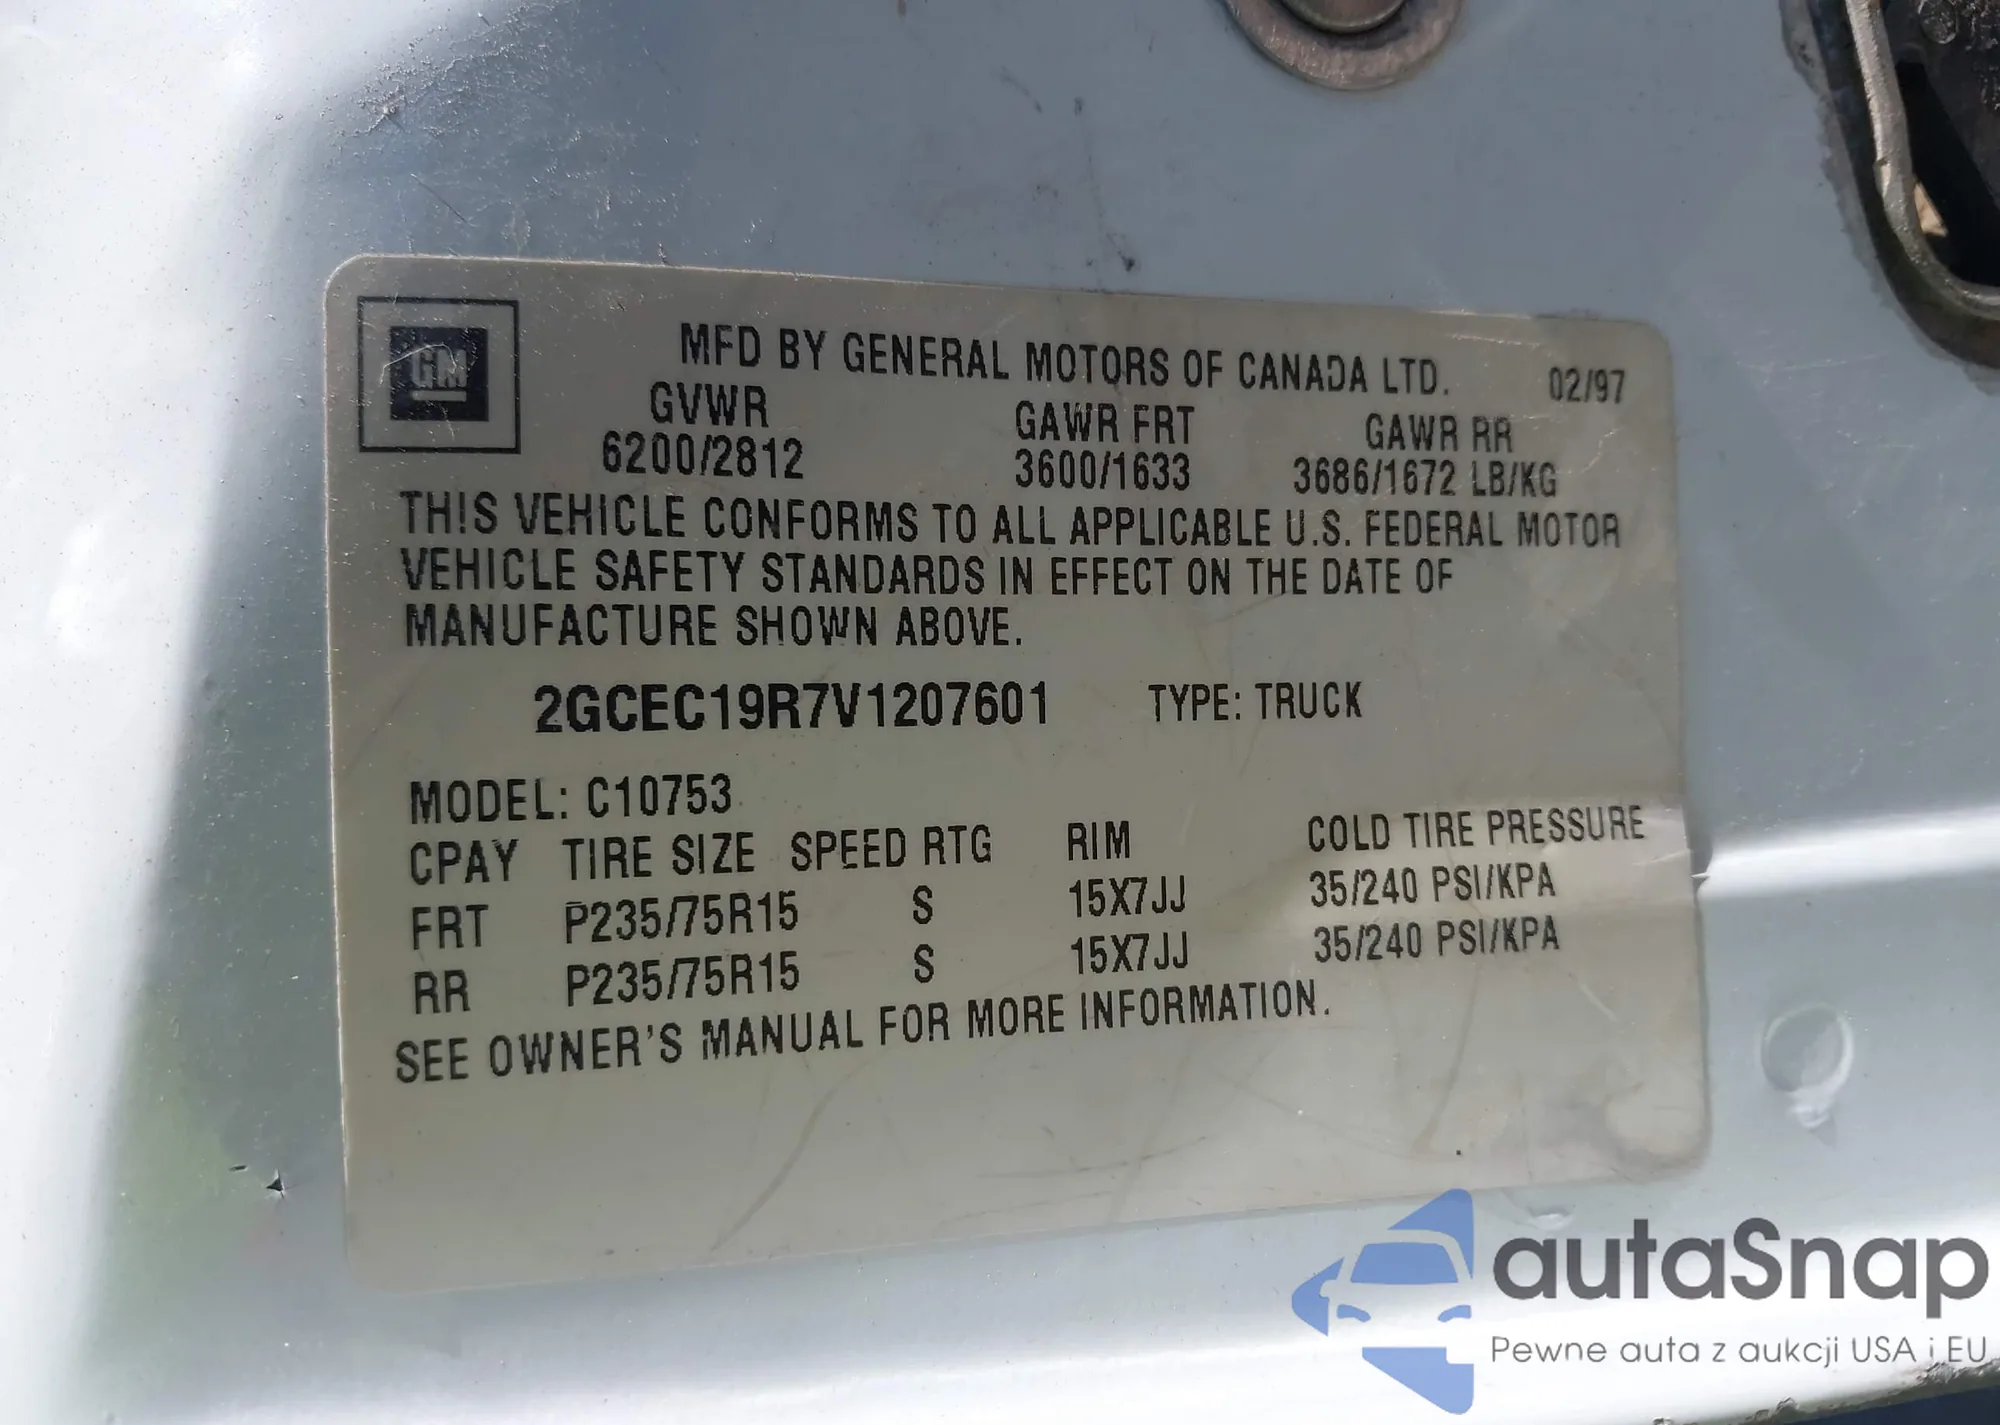 GM
MFD BY GENERAL MOTORS OF CANADA LTD. 02/97
GVWR GAWR FRT GAWR RR
6200/2812 3600/1633 3686/1672 LB/KG
THIS VEHICLE CONFORMS TO ALL APPLICABLE U.S. FEDERAL MOTOR
VEHICLE SAFETY STANDARDS IN EFFECT ON THE DATE OF
MANUFACTURE SHOWN ABOVE.
2GCEC19R7V1207601 TYPE: TRUCK
MODEL: C10753
CPAY TIRE SIZE SPEED RTG RIM COLD TIRE PRESSURE
FRT P235/75R15 S 15X7JJ 35/240 PSI/KPA
RR P235/75R15 S 15X7JJ 35/240 PSI/KPA
SEE OWNER'S MANUAL FOR MORE INFORMATION.
autaSnap
Pewne auta z aukcji USA i EU